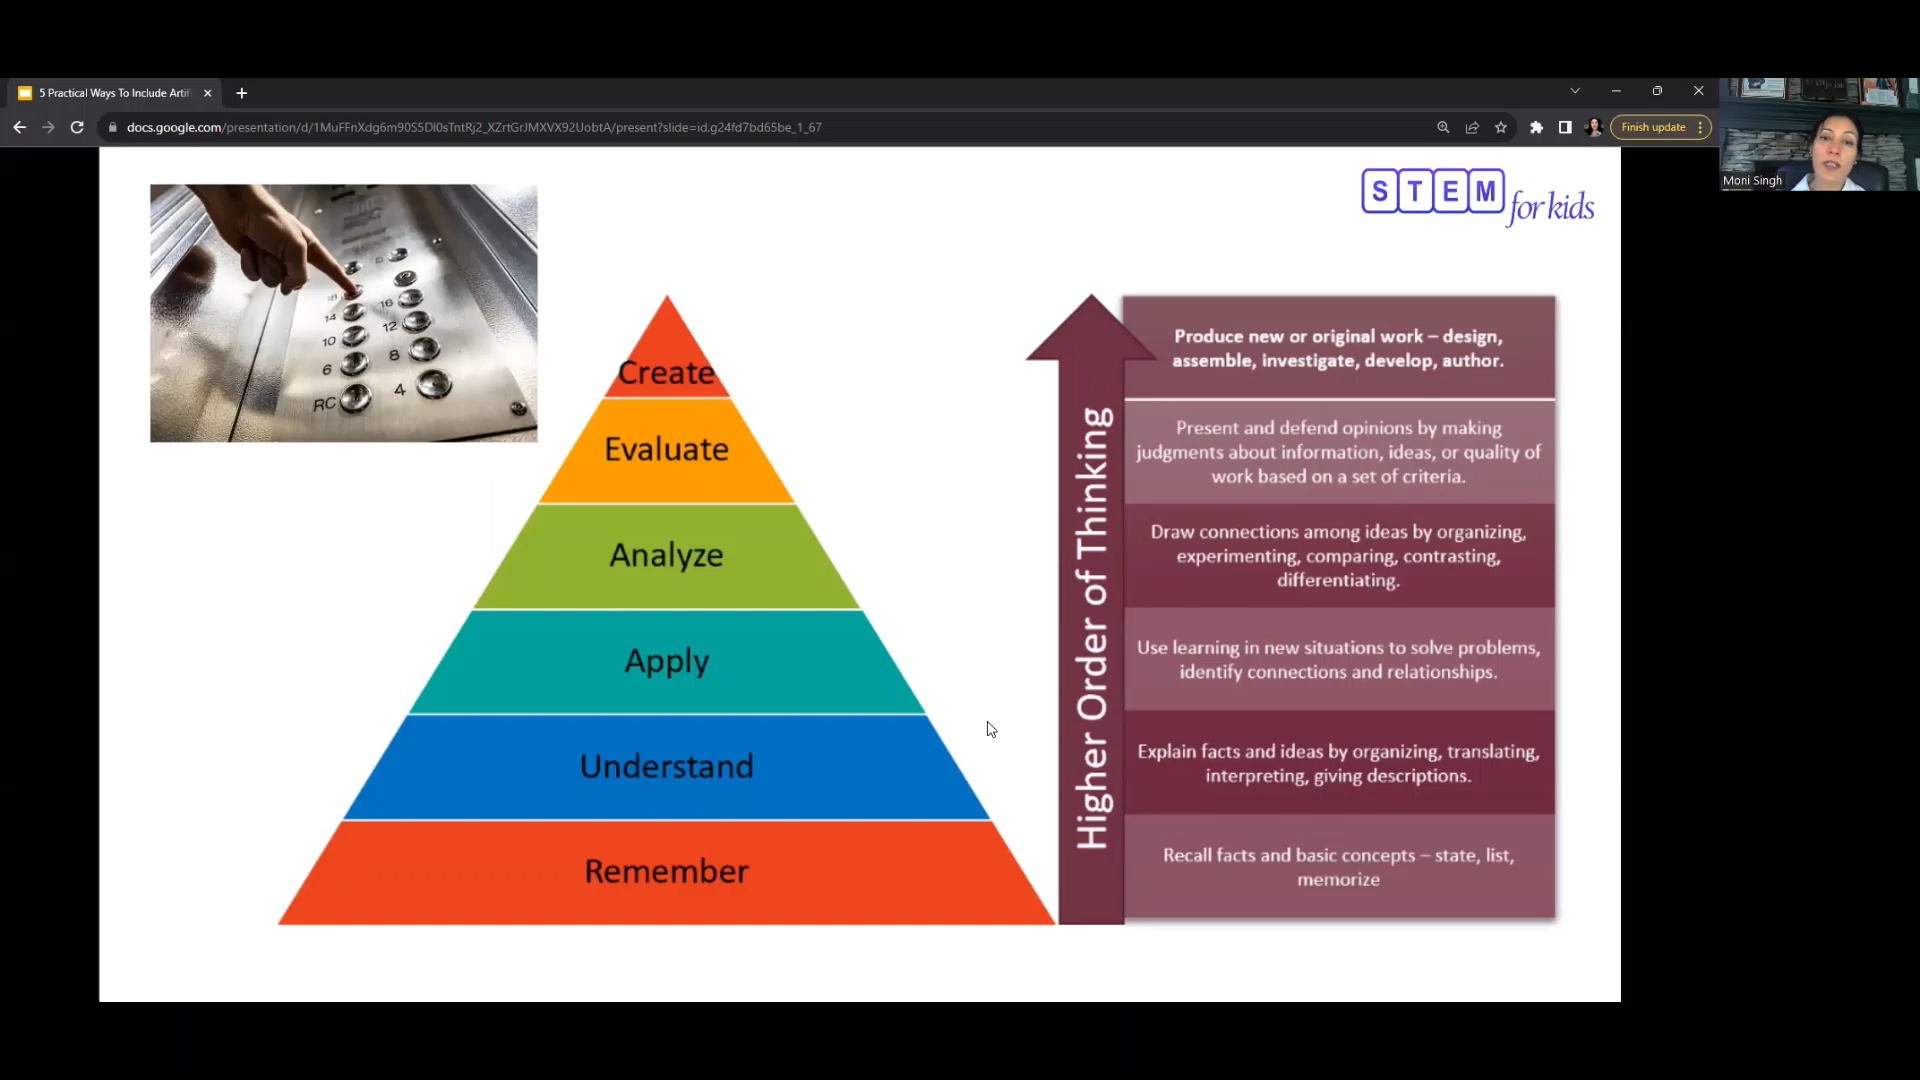 5 Practical Ways To Include Artifi
docs.google.com/presentation/d/1MuFFnXdg6m90S5Dl0sTntRj2_XZrtGrJMXVX92UobtA/present?slide=id.g24fd7bd65be_1_67
Finish update
Moni Singh
STEM for kids
14
16
10
12
6
8
RC
4
Create
Evaluate
Analyze
Apply
Understand
Remember
Higher Order of Thinking
Produce new or original work – design,
assemble, investigate, develop, author.
Present and defend opinions by making
judgments about information, ideas, or quality of
work based on a set of criteria.
Draw connections among ideas by organizing,
experimenting, comparing, contrasting,
differentiating.
Use learning in new situations to solve problems,
identify connections and relationships.
Explain facts and ideas by organizing, translating,
interpreting, giving descriptions.
Recall facts and basic concepts – state, list,
memorize